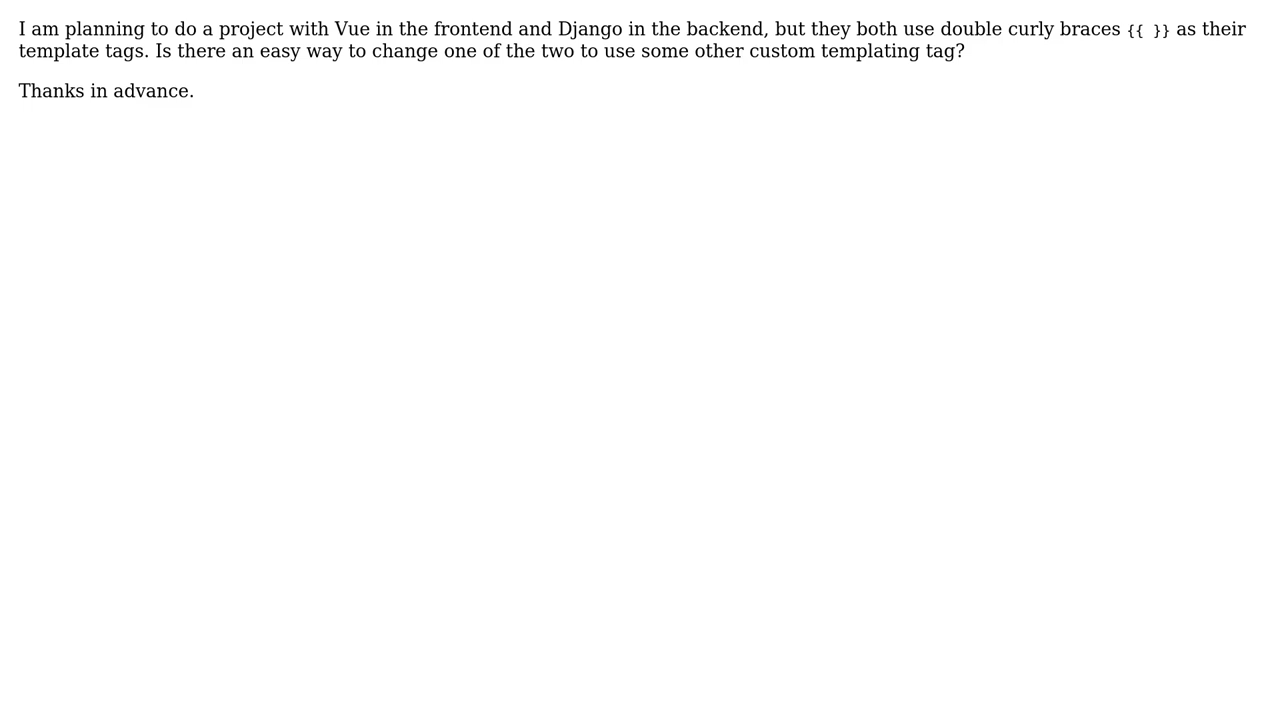 I am planning to do a project with Vue in the frontend and Django in the backend, but they both use double curly braces {{ }} as their
template tags. Is there an easy way to change one of the two to use some other custom templating tag?
Thanks in advance.